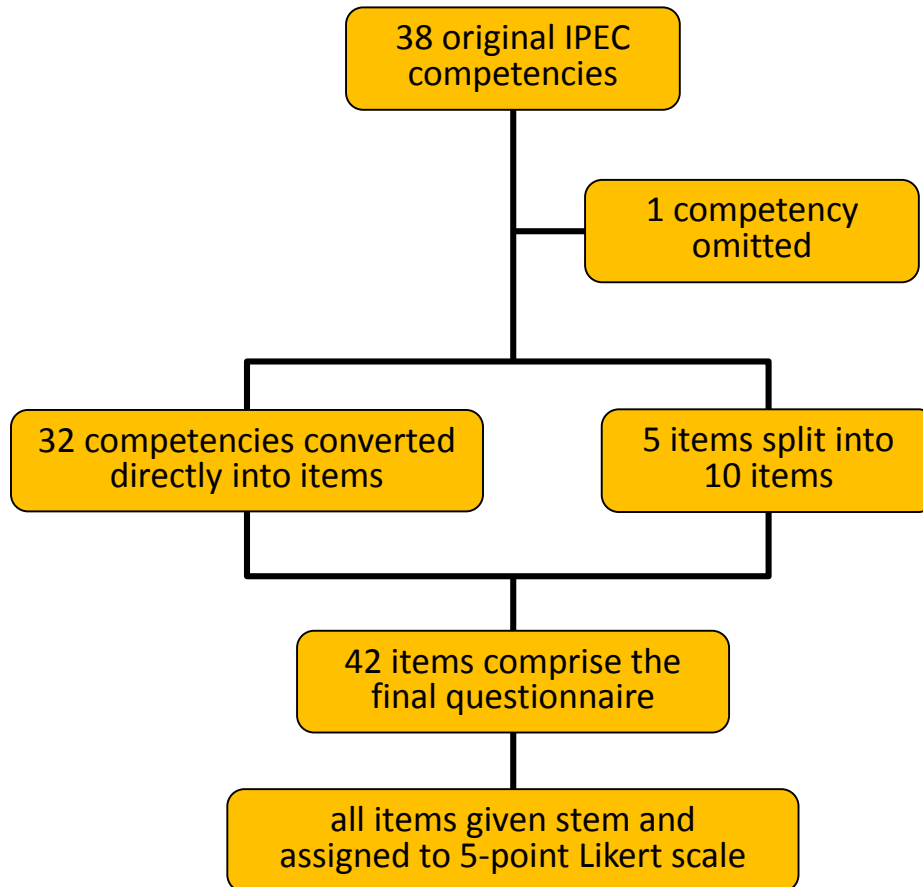 38 original IPEC
competencies
1 competency
omitted
32 competencies converted
directly into items
5 items split into
10 items
42 items comprise the
final questionnaire
all items given stem and
assigned to 5-point Likert scale